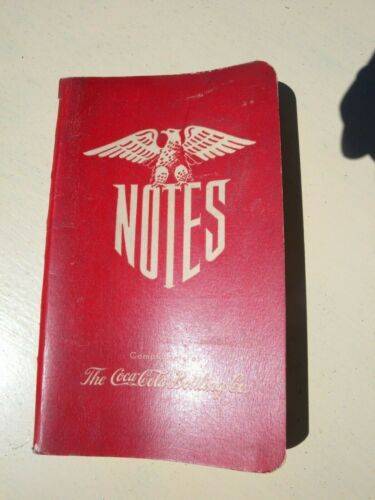 NOTES
Compliments of
The Coca-Cola Bottling Co